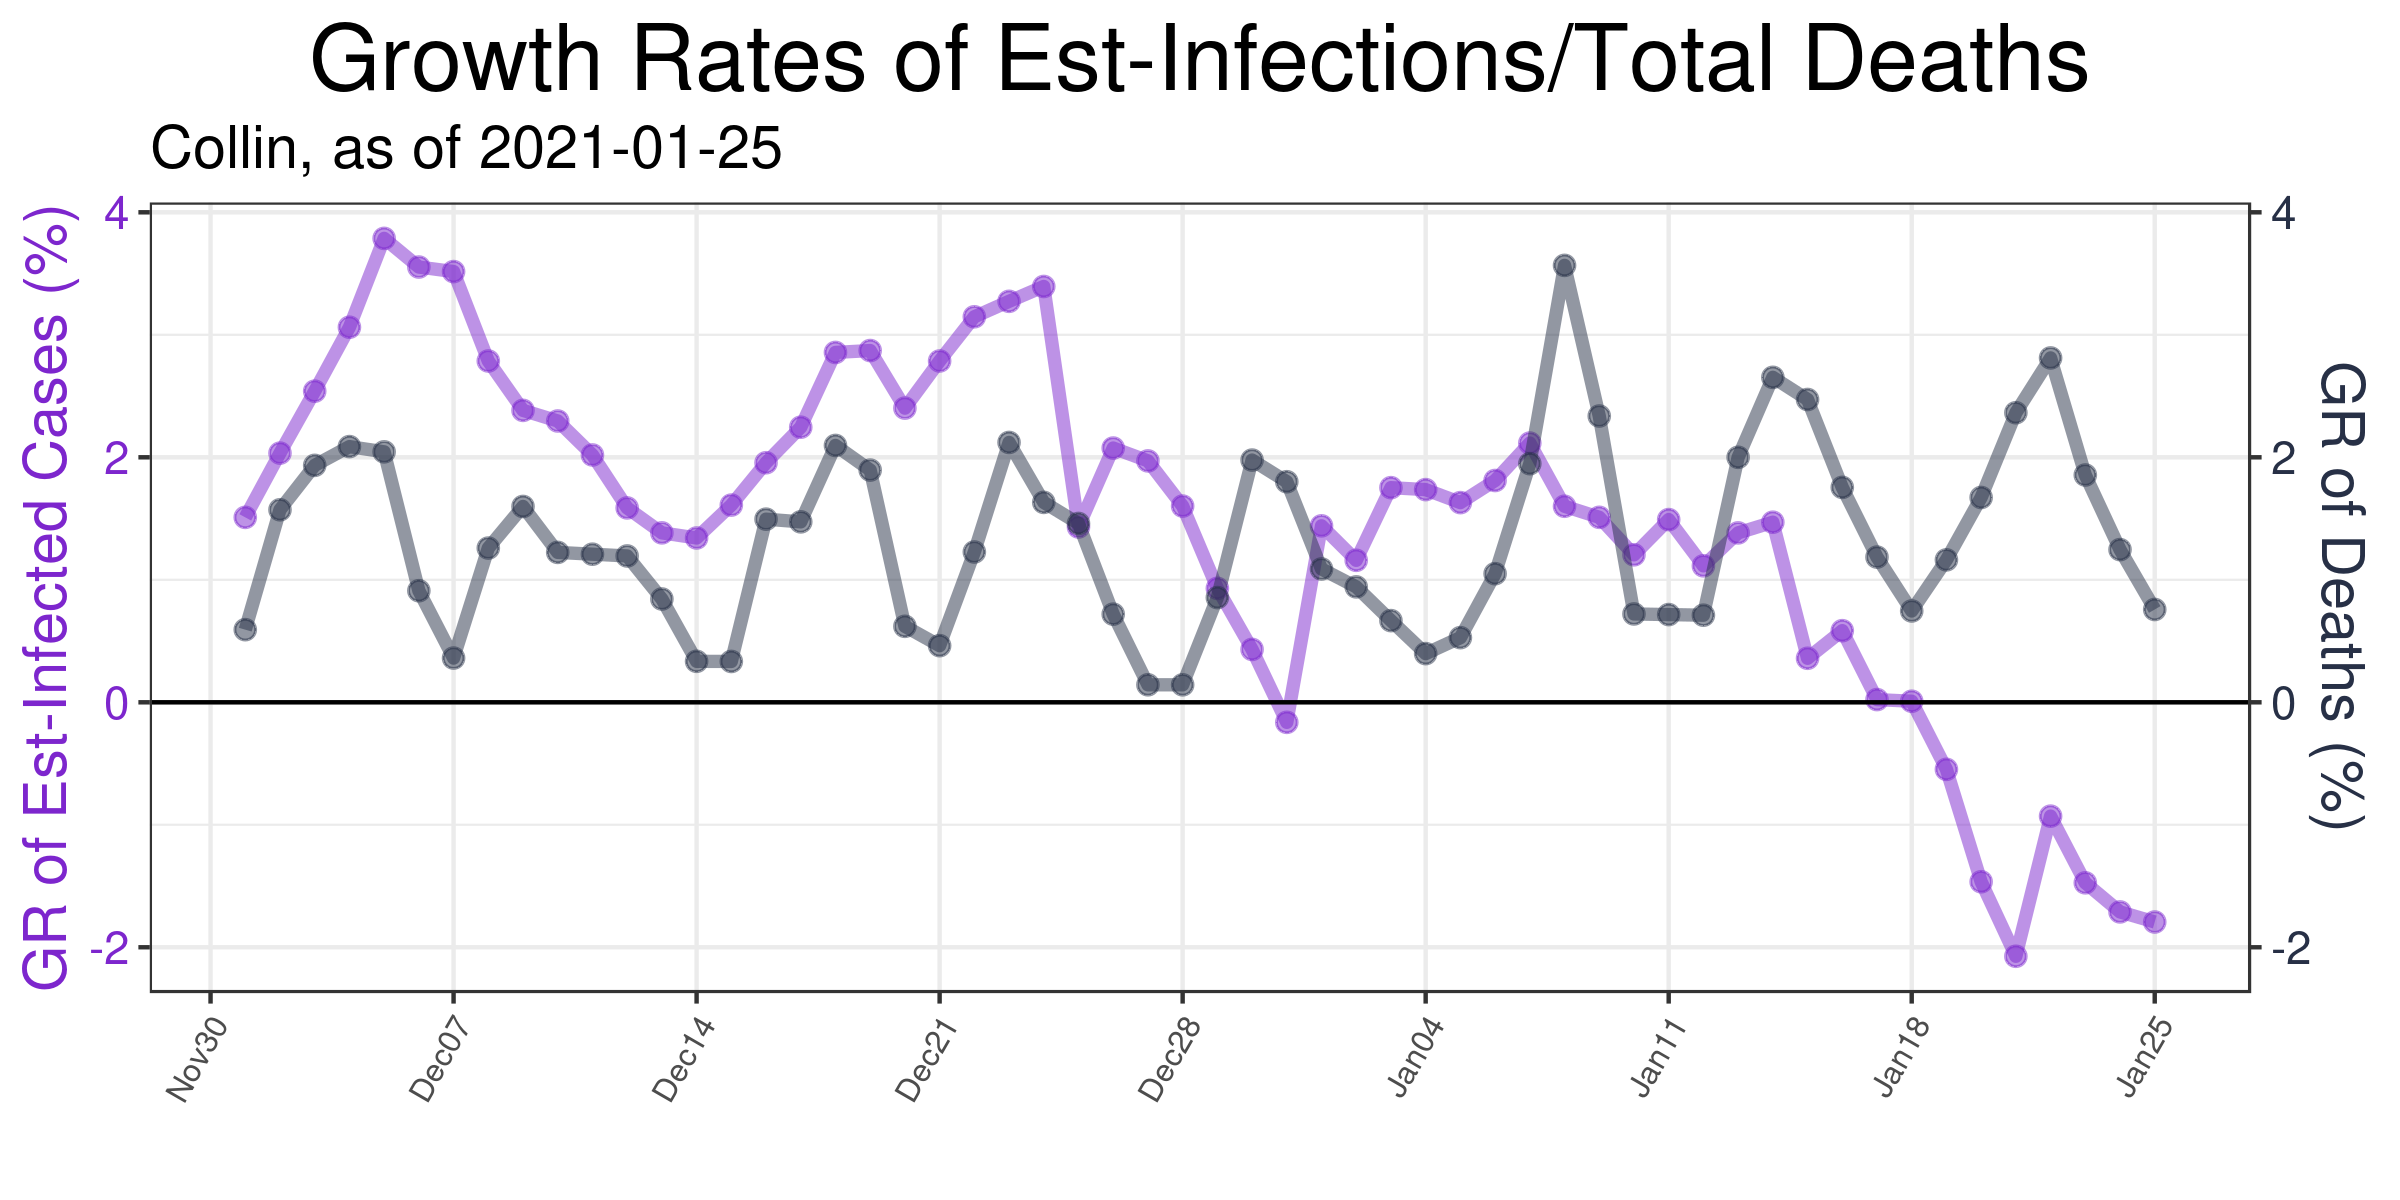 Growth Rates of Est-Infections/Total Deaths
Collin, as of 2021-01-25
GR of Est-Infected Cases (%)
4
2
0
-2
4
2
0
-2
GR of Deaths (%)
Nov30
Dec07
Dec14
Dec21
Dec28
Jan04
Jan11
Jan18
Jan25